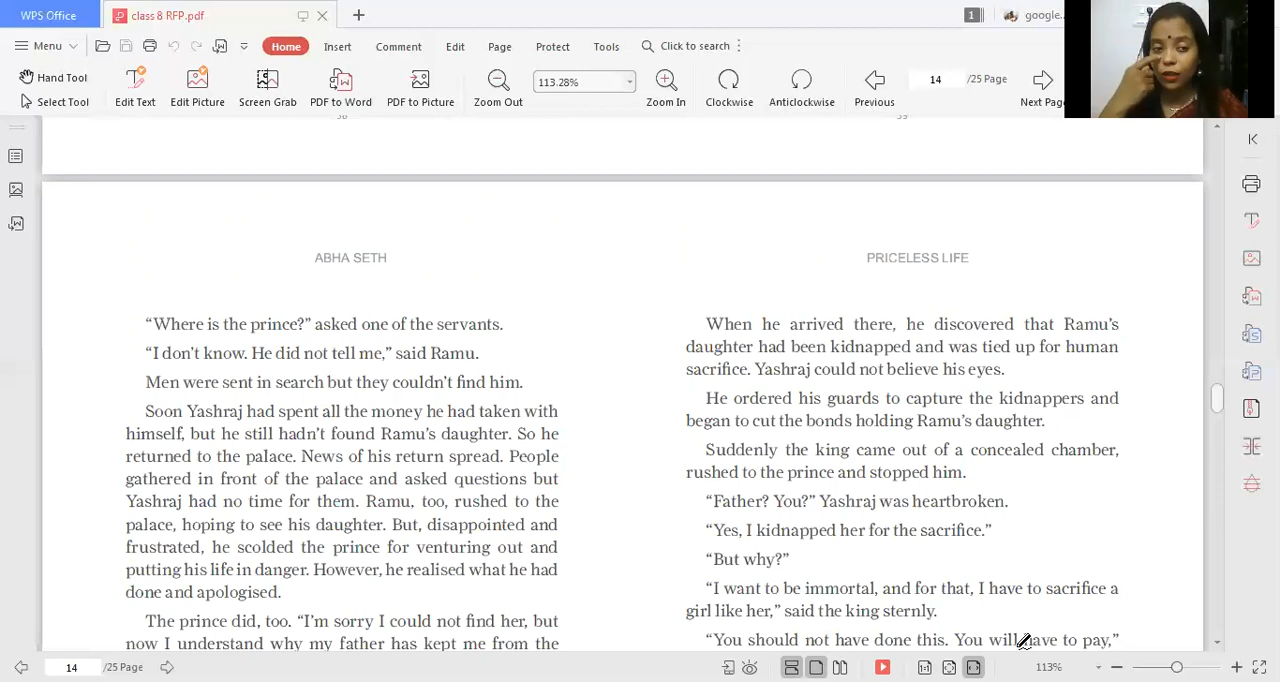 WPS Office
class 8 RFP.pdf
1
google...
Menu
Home
Insert
Comment
Edit
Page
Protect
Tools
Click to search
Hand Tool
Select Tool
Edit Text
Edit Picture
Screen Grab
PDF to Word
PDF to Picture
Zoom Out
113.28%
Zoom In
Clockwise
Anticlockwise
Previous
14
/25 Page
Next Pag
58
59
ABHA SETH
“Where is the prince?” asked one of the servants.
“I don’t know. He did not tell me,” said Ramu.
Men were sent in search but they couldn’t find him.
Soon Yashraj had spent all the money he had taken with
himself, but he still hadn’t found Ramu’s daughter. So he
returned to the palace. News of his return spread. People
gathered in front of the palace and asked questions but
Yashraj had no time for them. Ramu, too, rushed to the
palace, hoping to see his daughter. But, disappointed and
frustrated, he scolded the prince for venturing out and
putting his life in danger. However, he realised what he had
done and apologised.
The prince did, too. “I’m sorry I could not find her, but
now I understand why my father has kept me from the
PRICELESS LIFE
When he arrived there, he discovered that Ramu’s
daughter had been kidnapped and was tied up for human
sacrifice. Yashraj could not believe his eyes.
He ordered his guards to capture the kidnappers and
began to cut the bonds holding Ramu’s daughter.
Suddenly the king came out of a concealed chamber,
rushed to the prince and stopped him.
“Father? You?” Yashraj was heartbroken.
“Yes, I kidnapped her for the sacrifice.”
“But why?”
“I want to be immortal, and for that, I have to sacrifice a
girl like her,” said the king sternly.
“You should not have done this. You will have to pay,”
14
/25 Page
113%